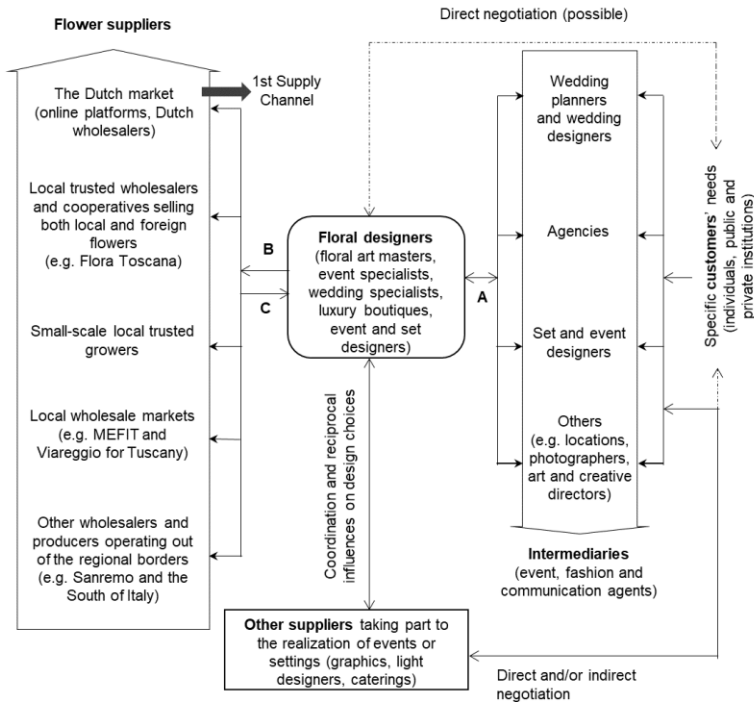 Flower suppliers
The Dutch market
(online platforms, Dutch
wholesalers)
1st Supply
Channel
Local trusted wholesalers
and cooperatives selling
both local and foreign
flowers
(e.g. Flora Toscana)
Small-scale local trusted
growers
Local wholesale markets
(e.g. MEFIT and
Viareggio for Tuscany)
Other wholesalers and
producers operating out
of the regional borders
(e.g. Sanremo and the
South of Italy)
B
C
Direct negotiation (possible)
Floral designers
(floral art masters,
event specialists,
wedding specialists,
luxury boutiques,
event and set
designers)
A
Coordination and reciprocal
influences on design choices
Other suppliers taking part to
the realization of events or
settings (graphics, light
designers, caterings)
Wedding
planners
and wedding
designers
Agencies
Set and event
designers
Others
(e.g. locations,
photographers,
art and creative
directors)
Intermediaries
(event, fashion and
communication agents)
Specific customers' needs
(individuals, public and
private institutions)
Direct and/or indirect
negotiation